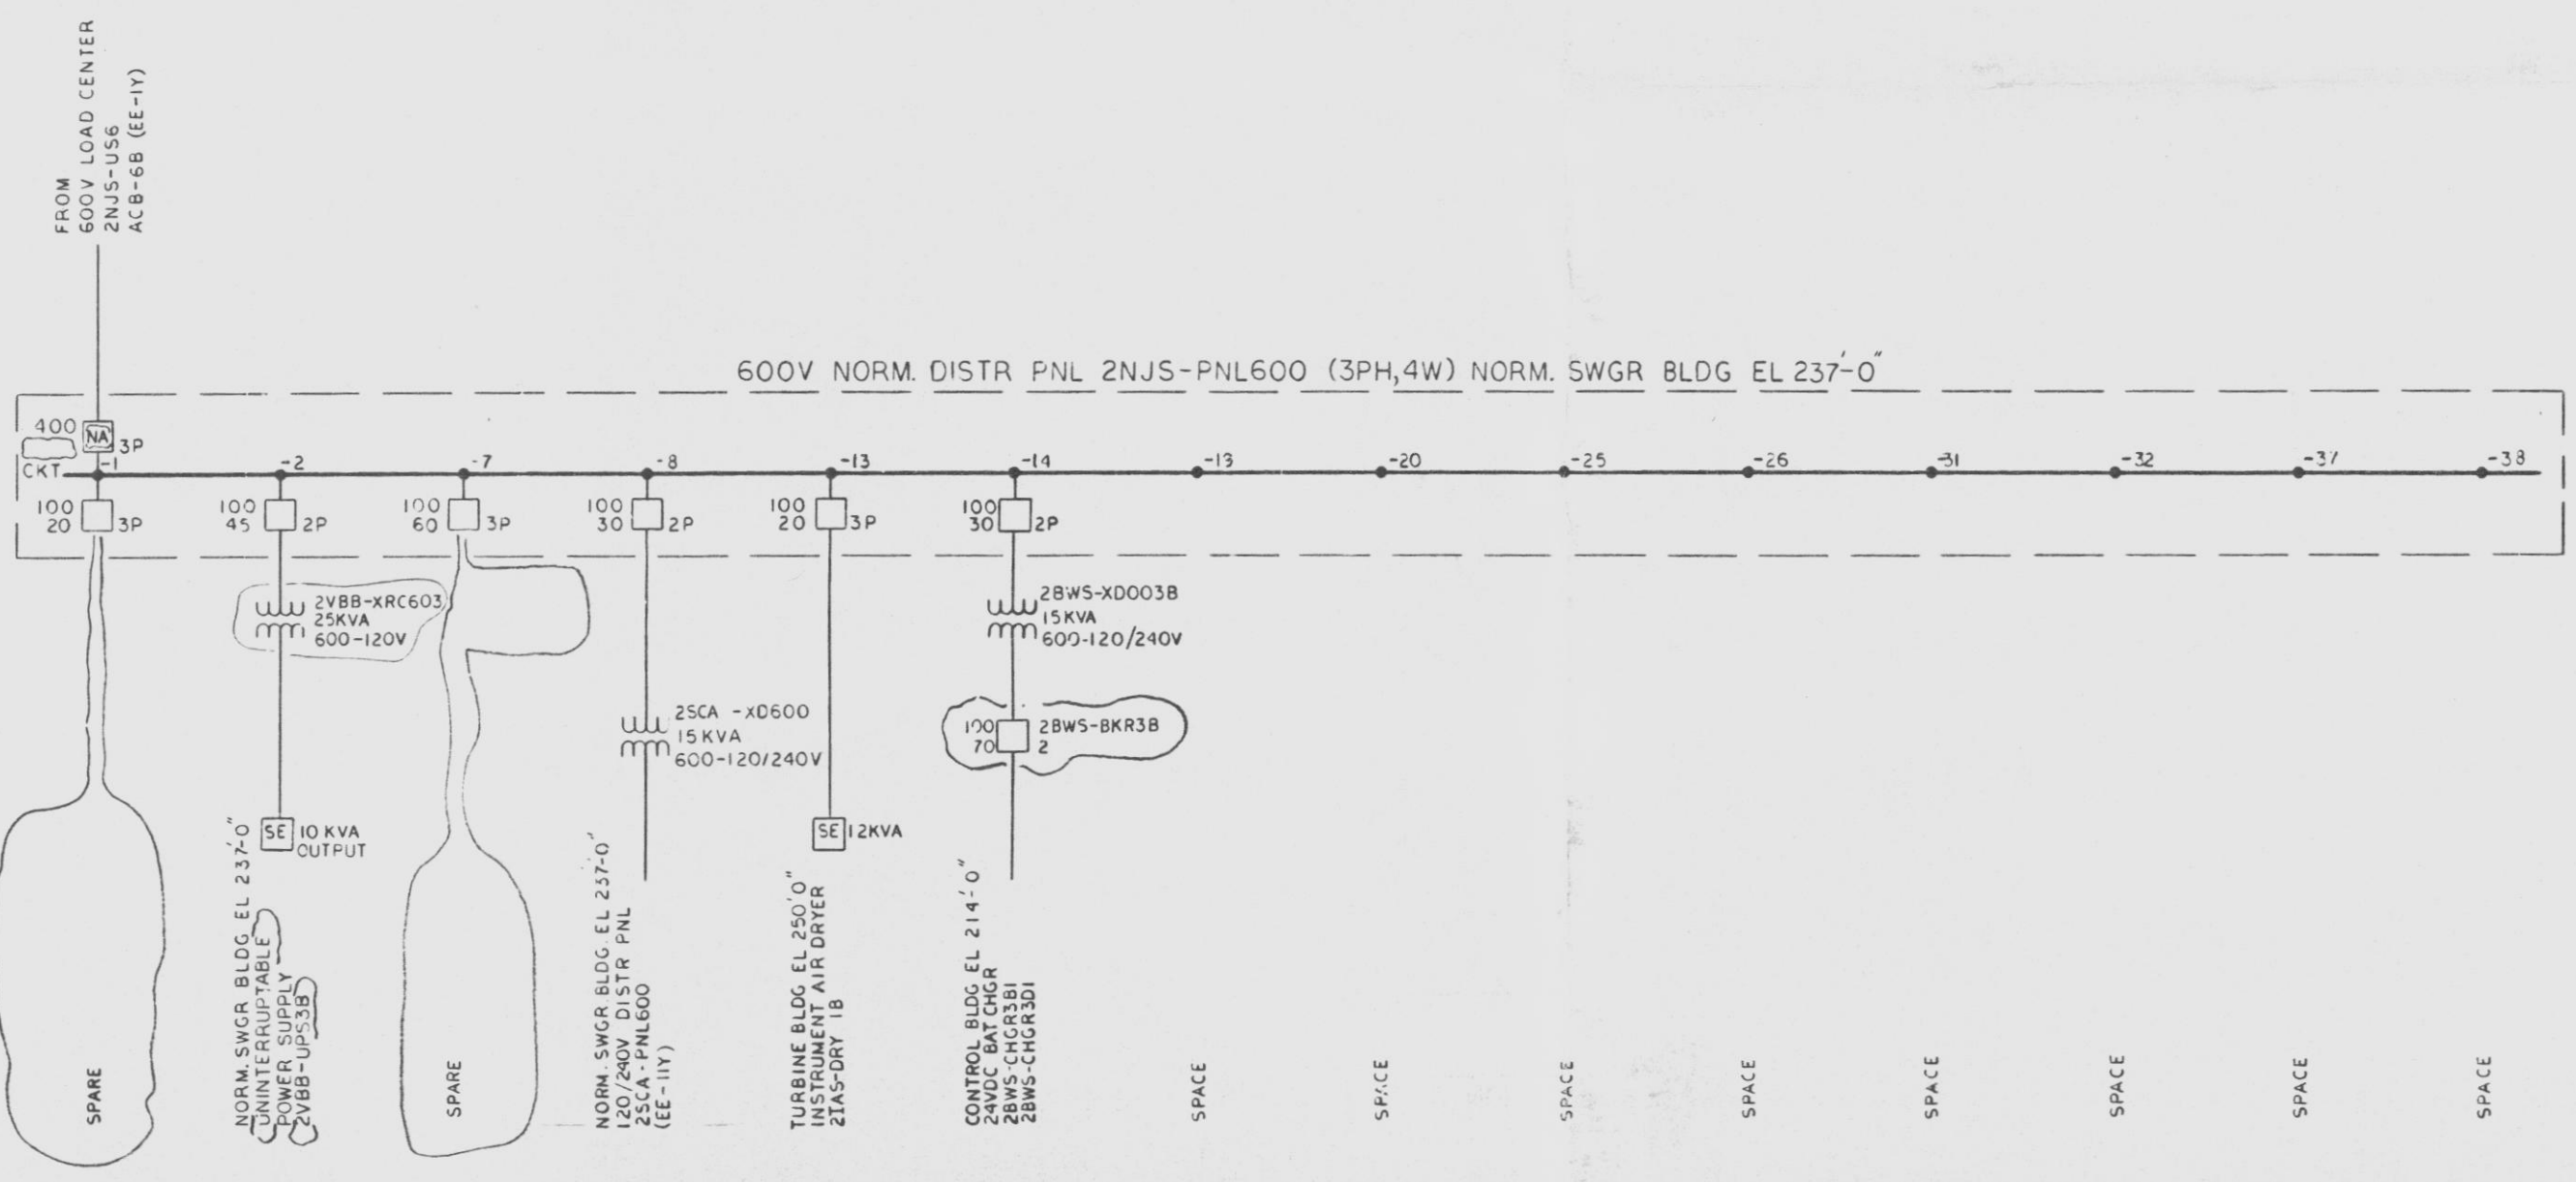 FROM
600V LOAD CENTER
2NJS-US6
ACB-6B (EE-1Y)
600V NORM. DISTR PNL 2NJS-PNL600 (3PH,4W) NORM. SWGR BLDG EL 237'-0"
400
NA
3P
CKT
-1
-2
-7
-8
-13
-14
-19
-20
-25
-26
-31
-32
-37
-38
100
20
3P
100
45
2P
100
60
3P
100
30
2P
100
20
3P
100
30
2P
2VBB-XRC603
25KVA
600-120V
2BWS-XD003B
15KVA
600-120/240V
2SCA -XD600
15KVA
600-120/240V
100
70
2BWS-BKR3B
2
SE
10 KVA
OUTPUT
SE
12KVA
SPARE
NORM. SWGR BLDG EL 237'-0"
UNINTERRUPTABLE
POWER SUPPLY
2VBB-UPS3B
SPARE
NORM. SWGR BLDG. EL 237'-0"
120/240V DISTR PNL
2SCA-PNL600
(EE-11Y)
TURBINE BLDG EL 250'0"
INSTRUMENT AIR DRYER
2IAS-DRY 1B
CONTROL BLDG EL 214'-0"
24VDC BAT CHGR
2BWS-CHGR3B1
2BWS-CHGR3D1
SPACE
SPACE
SPACE
SPACE
SPACE
SPACE
SPACE
SPACE